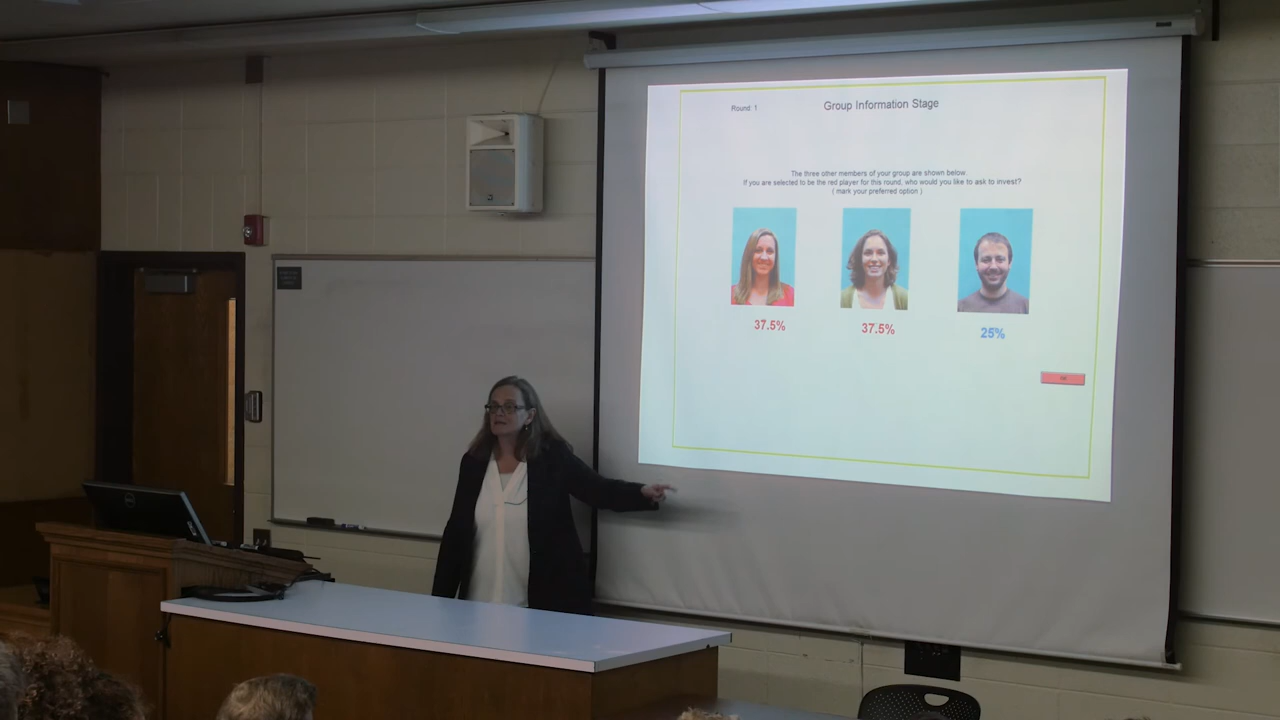 Round: 1
Group Information Stage
The three other members of your group are shown below.
If you are selected to be the red player for this round, who would you like to ask to invest?
( mark your preferred option )
37.5%
37.5%
25%
DELL